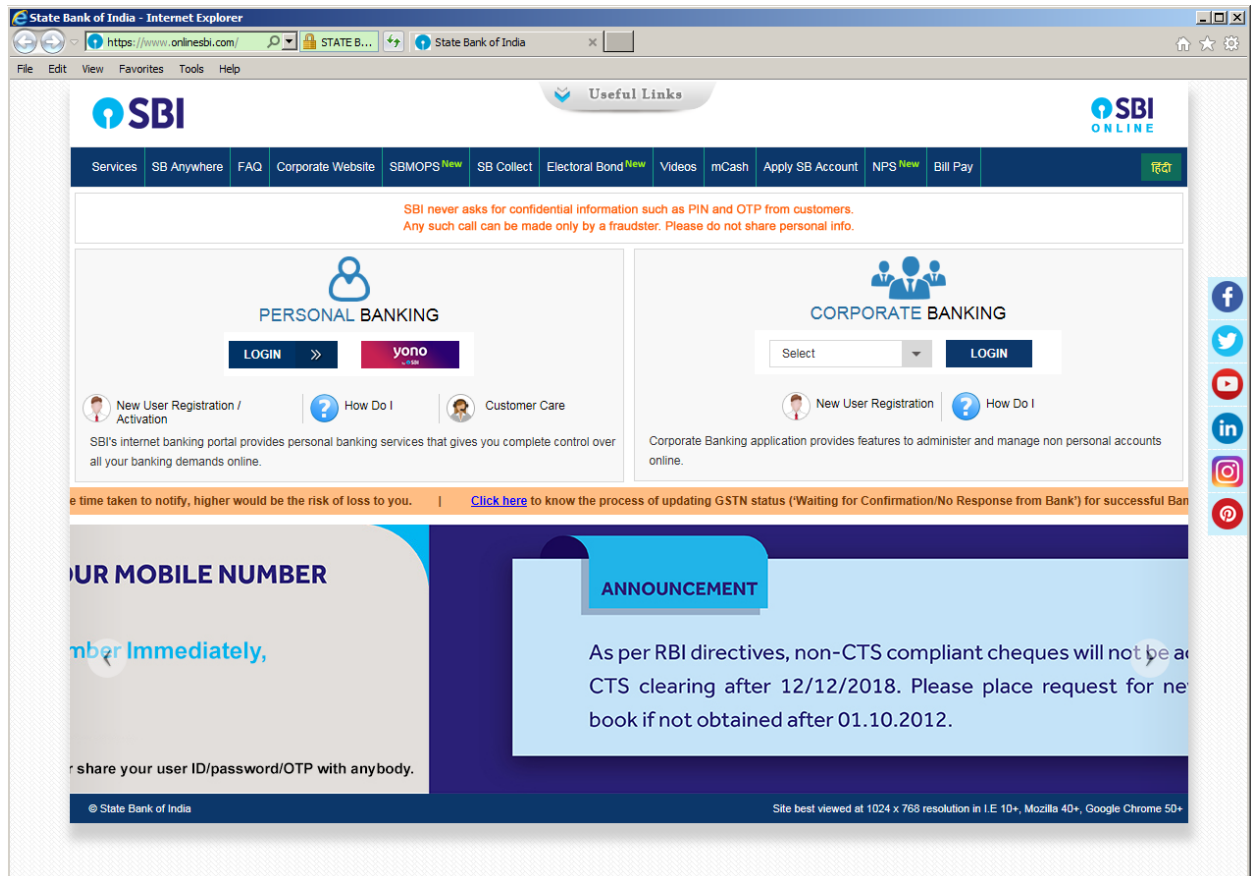 State Bank of India - Internet Explorer
https://www.onlinesbi.com/ STATE B... State Bank of India
File Edit View Favorites Tools Help
Useful Links
SBI
SBI
ONLINE
Services SB Anywhere FAQ Corporate Website SBMOPS New SB Collect Electoral Bond New Videos mCash Apply SB Account NPS New Bill Pay हिंदी
SBI never asks for confidential information such as PIN and OTP from customers.
Any such call can be made only by a fraudster. Please do not share personal info.
PERSONAL BANKING
LOGIN » yono
by SBI
New User Registration / Activation
How Do I
Customer Care
SBI's internet banking portal provides personal banking services that gives you complete control over
all your banking demands online.
CORPORATE BANKING
Select LOGIN
New User Registration
How Do I
Corporate Banking application provides features to administer and manage non personal accounts
online.
e time taken to notify, higher would be the risk of loss to you. | Click here to know the process of updating GSTN status ('Waiting for Confirmation/No Response from Bank') for successful Ban
OUR MOBILE NUMBER
mber Immediately,
r share your user ID/password/OTP with anybody.
ANNOUNCEMENT
As per RBI directives, non-CTS compliant cheques will not be ac
CTS clearing after 12/12/2018. Please place request for ne
book if not obtained after 01.10.2012.
© State Bank of India
Site best viewed at 1024 x 768 resolution in I.E 10+, Mozilla 40+, Google Chrome 50+